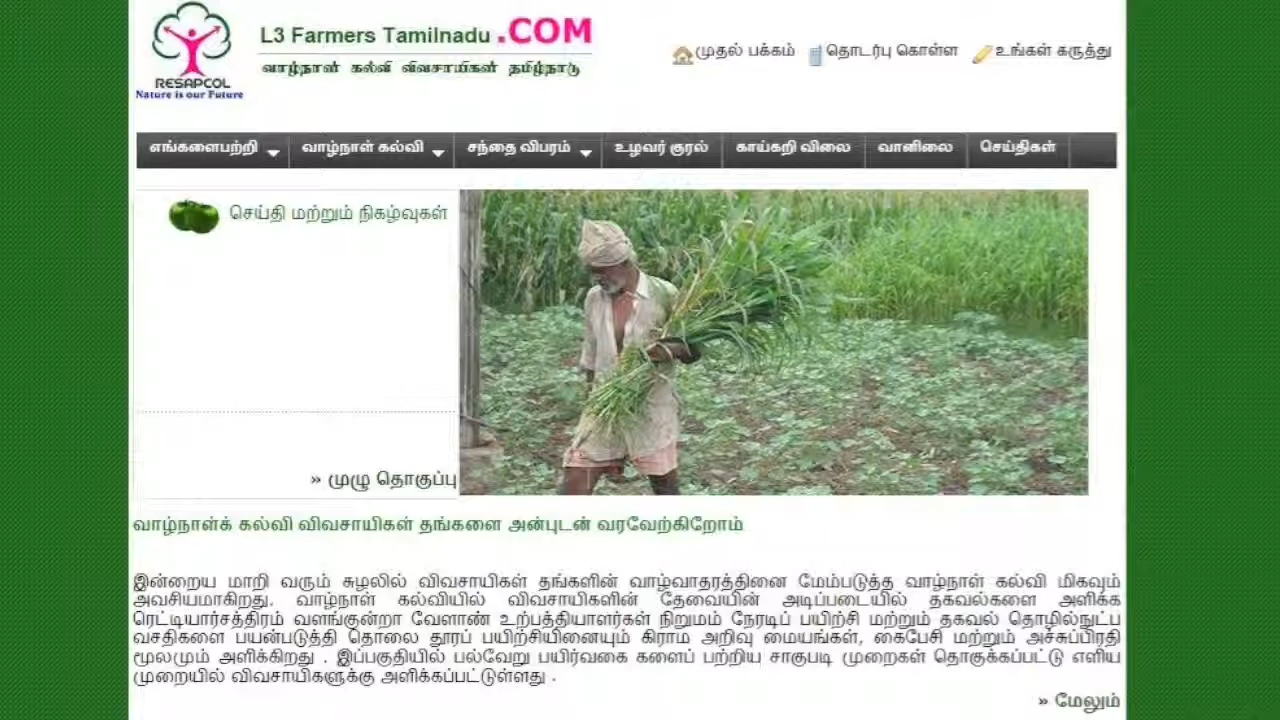 L3 Farmers Tamilnadu .COM
வாழ்நாள் கல்வி விவசாயிகள் தமிழ்நாடு
RESAPCOL
Nature is our Future
முதல் பக்கம் தொடர்பு கொள்ள உங்கள் கருத்து
எங்களைபற்றி வாழ்நாள் கல்வி சந்தை விபரம் உழவர் குரல் காய்கறி விலை வானிலை செய்திகள்
செய்தி மற்றும் நிகழ்வுகள்
» முழு தொகுப்பு
வாழ்நாள்க் கல்வி விவசாயிகள் தங்களை அன்புடன் வரவேற்கிறோம்
இன்றைய மாறி வரும் சுழலில் விவசாயிகள் தங்களின் வாழ்வாதரத்தினை மேம்படுத்த வாழ்நாள் கல்வி மிகவும்
அவசியமாகிறது. வாழ்நாள் கல்வியில் விவசாயிகளின் தேவையின் அடிப்படையில் தகவல்களை அளிக்க
ரெட்டியார்சத்திரம் வளங்குன்றா வேளாண் உற்பத்தியாளர்கள் நிறுமம் நேரடிப் பயிற்சி மற்றும் தகவல் தொழில்நுட்ப
வசதிகளை பயன்படுத்தி தொலை தூரப் பயிற்சியினையும் கிராம அறிவு மையங்கள், கைபேசி மற்றும் அச்சுப்பிரதி
மூலமும் அளிக்கிறது . இப்பகுதியில் பல்வேறு பயிர்வகை களைப் பற்றிய சாகுபடி முறைகள் தொகுக்கப்பட்டு எளிய
முறையில் விவசாயிகளுக்கு அளிக்கப்பட்டுள்ளது .
» மேலும்